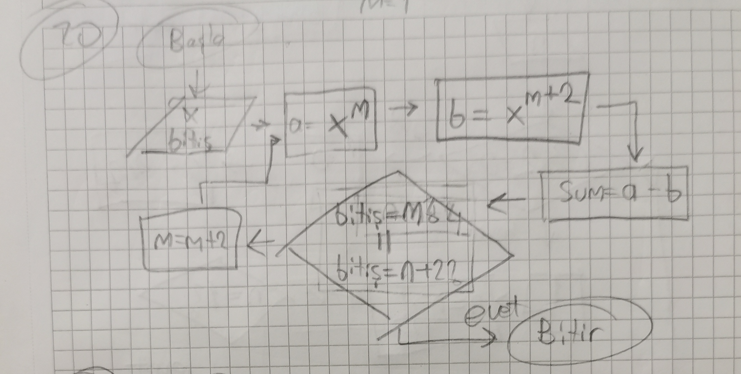 20
Başla
x
bitiş
a = x^M
b = x^{m+2}
Sum = a - b
bitiş = M
||
bitiş = n+2?
M = M+2
evet
Bitir